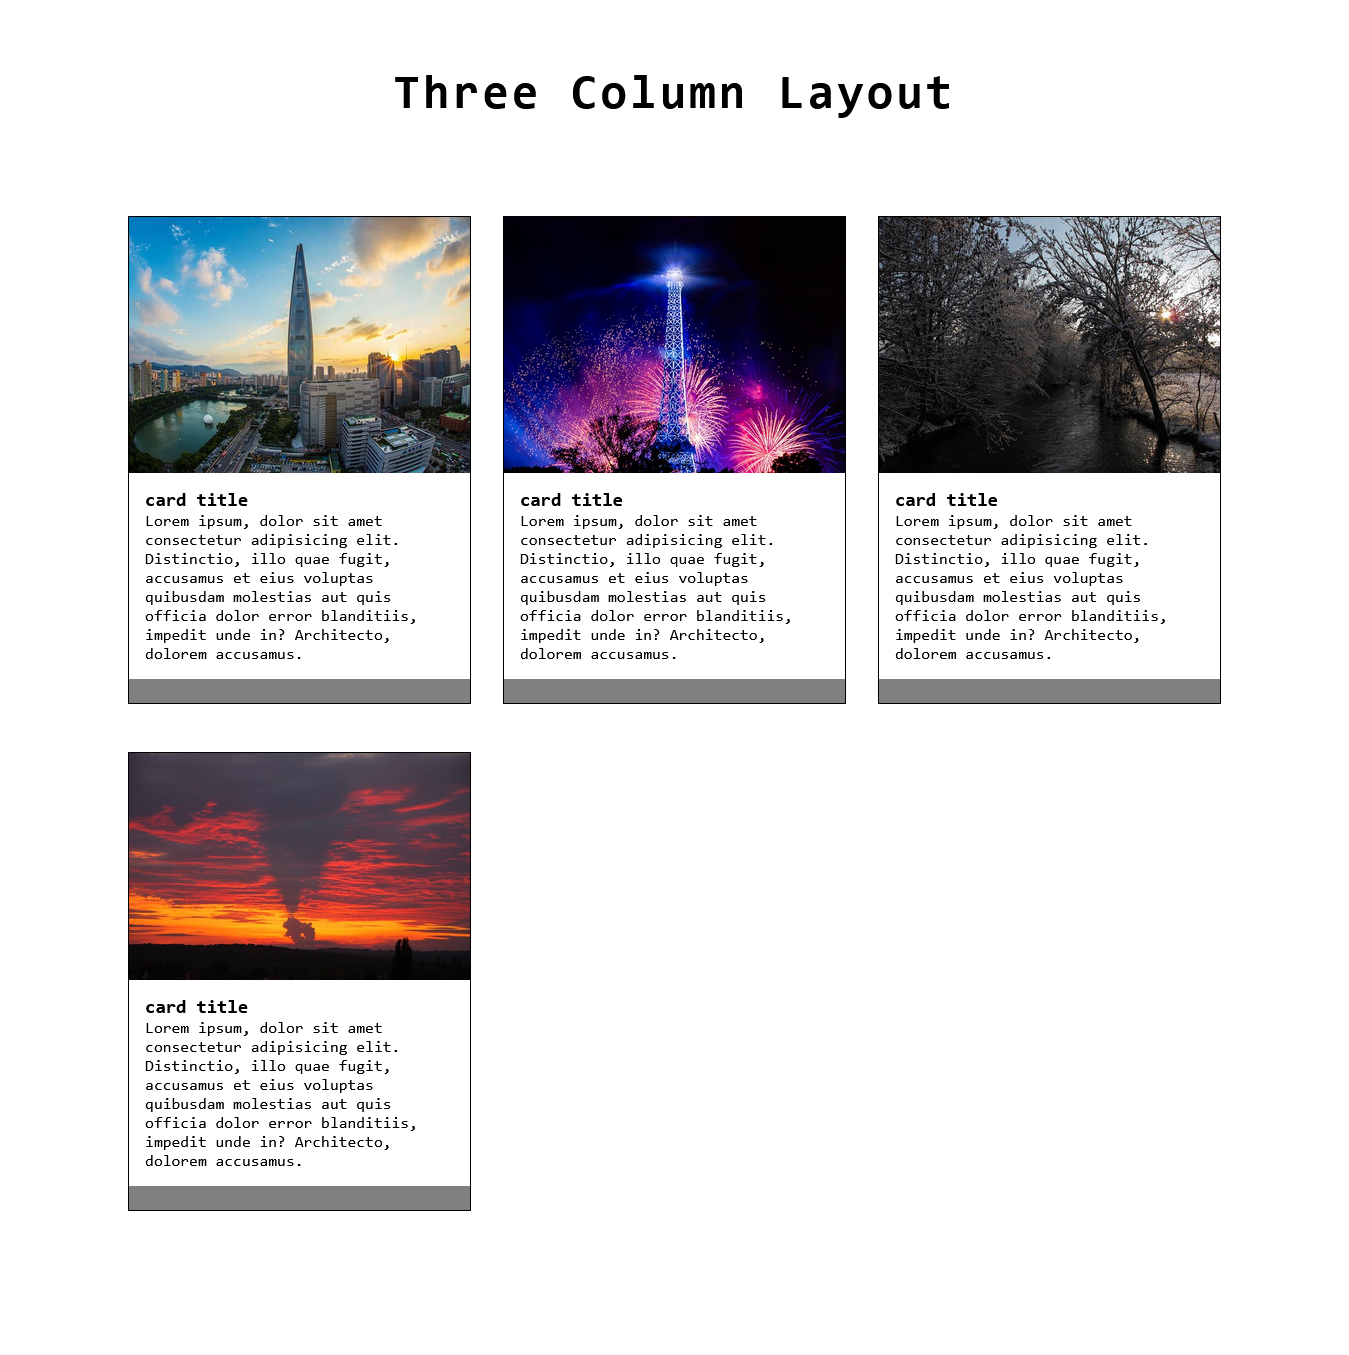 Three Column Layout
card title
Lorem ipsum, dolor sit amet
consectetur adipisicing elit.
Distinctio, illo quae fugit,
accusamus et eius voluptas
quibusdam molestias aut quis
officia dolor error blanditiis,
impedit unde in? Architecto,
dolorem accusamus.
card title
Lorem ipsum, dolor sit amet
consectetur adipisicing elit.
Distinctio, illo quae fugit,
accusamus et eius voluptas
quibusdam molestias aut quis
officia dolor error blanditiis,
impedit unde in? Architecto,
dolorem accusamus.
card title
Lorem ipsum, dolor sit amet
consectetur adipisicing elit.
Distinctio, illo quae fugit,
accusamus et eius voluptas
quibusdam molestias aut quis
officia dolor error blanditiis,
impedit unde in? Architecto,
dolorem accusamus.
card title
Lorem ipsum, dolor sit amet
consectetur adipisicing elit.
Distinctio, illo quae fugit,
accusamus et eius voluptas
quibusdam molestias aut quis
officia dolor error blanditiis,
impedit unde in? Architecto,
dolorem accusamus.